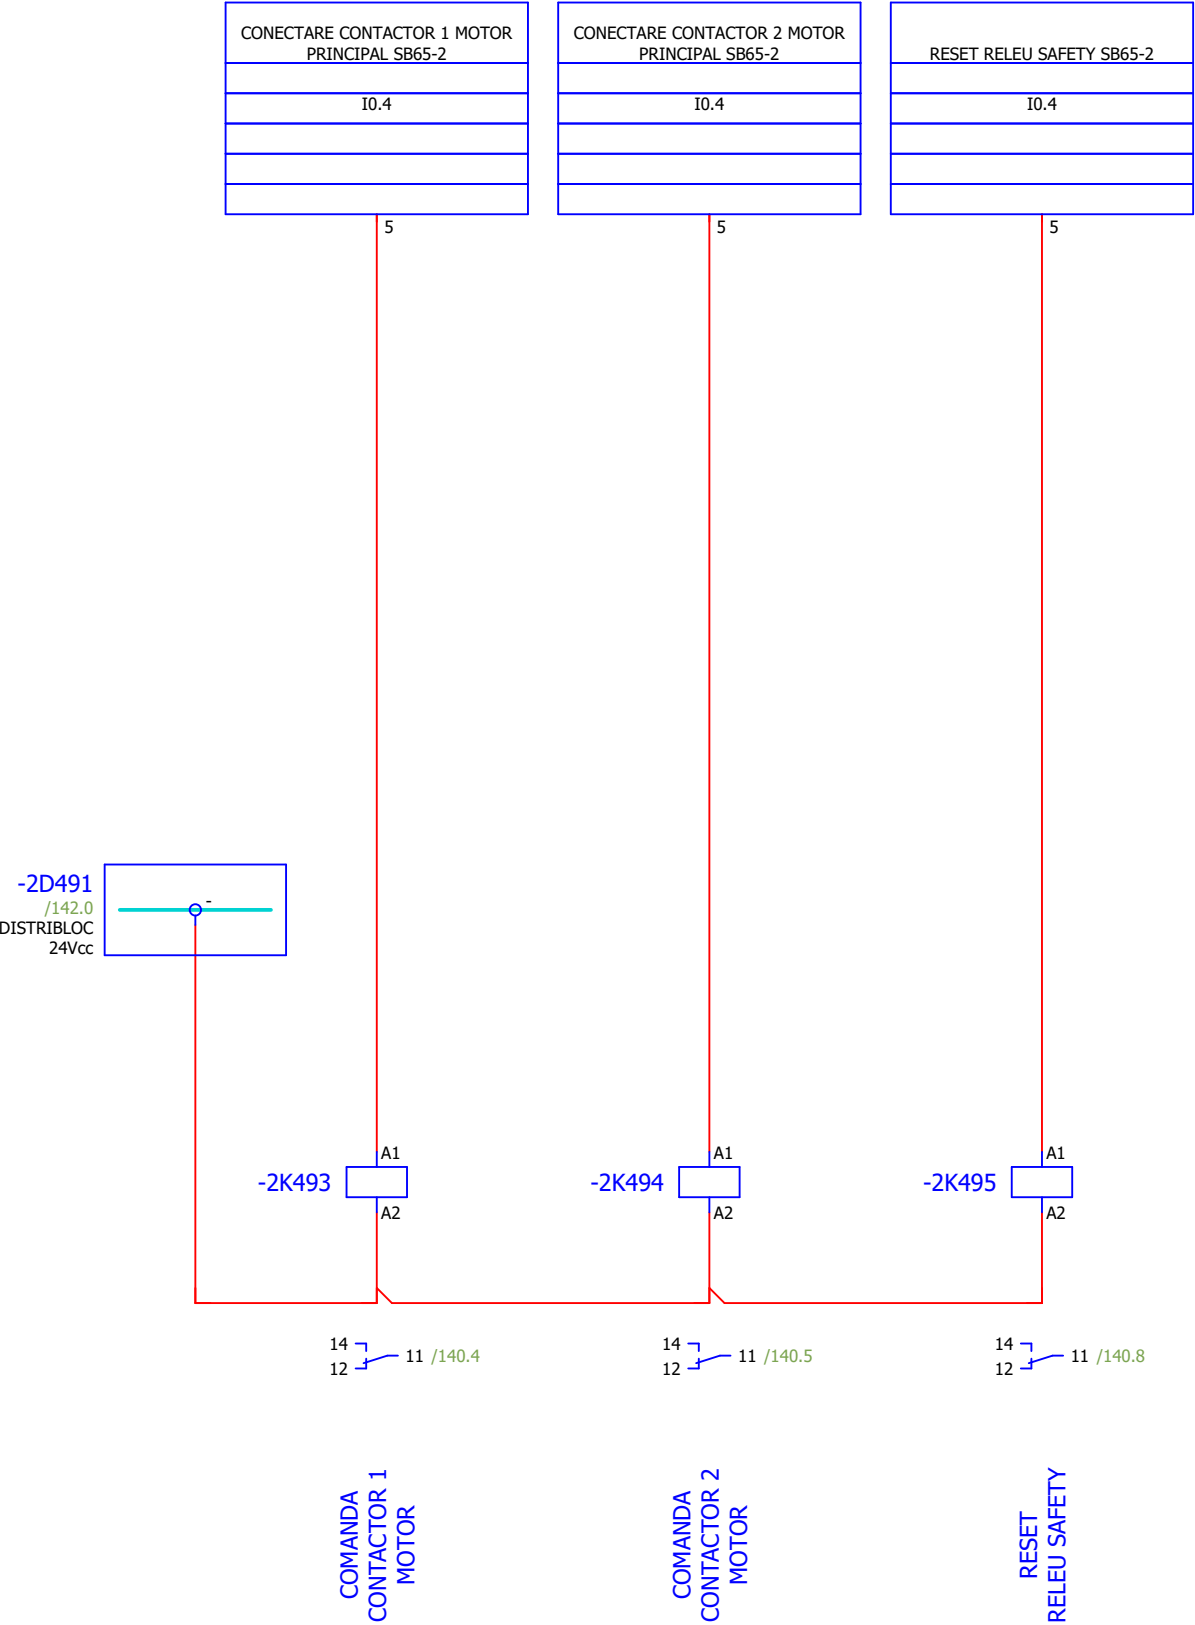 CONECTARE CONTACTOR 1 MOTOR
PRINCIPAL SB65-2
I0.4
5
CONECTARE CONTACTOR 2 MOTOR
PRINCIPAL SB65-2
I0.4
5
RESET RELEU SAFETY SB65-2
I0.4
5
-2D491
/142.0
DISTRIBLOC
24Vcc
-
-2K493
A1
A2
-2K494
A1
A2
-2K495
A1
A2
14
12
11 /140.4
14
12
11 /140.5
14
12
11 /140.8
COMANDA
CONTACTOR 1
MOTOR
COMANDA
CONTACTOR 2
MOTOR
RESET
RELEU SAFETY